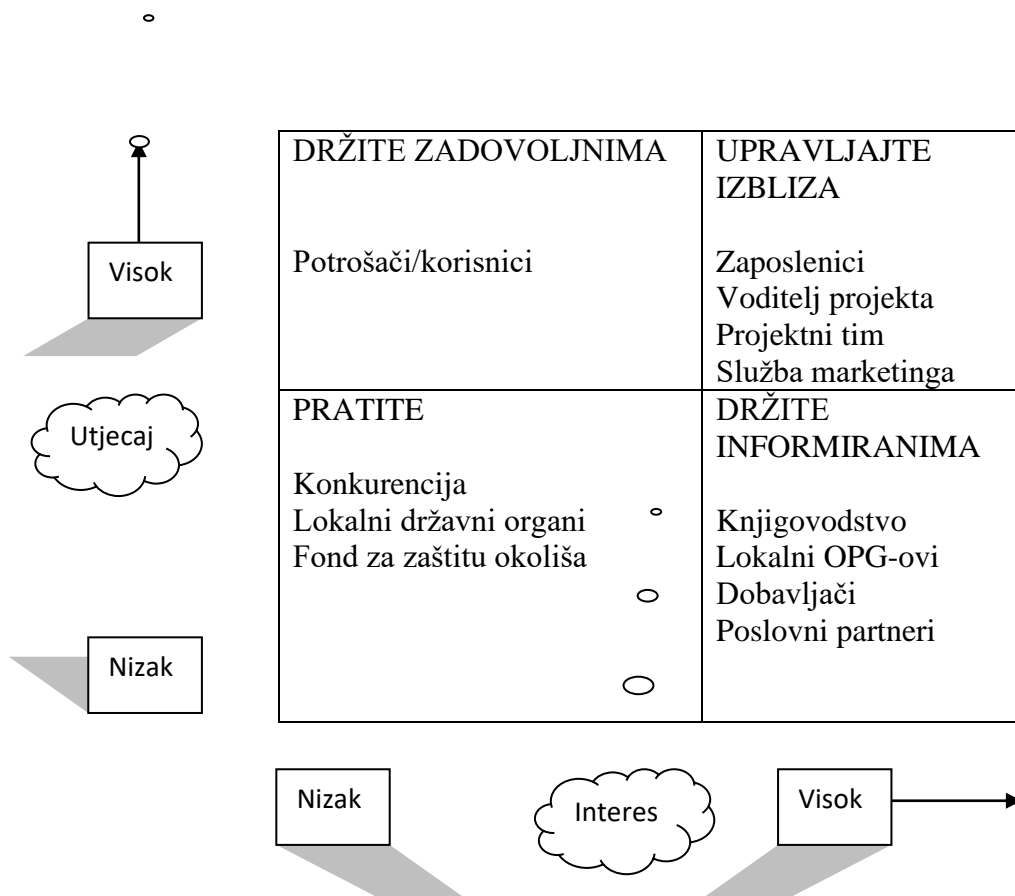 DRŽITE ZADOVOLJNIMA
Potrošači/korisnici
UPRAVLJAJTE
IZBLIZA
Zaposlenici
Voditelj projekta
Projektni tim
Služba marketinga
Visok
Utjecaj
PRATITE
Konkurencija
Lokalni državni organi
Fond za zaštitu okoliša
DRŽITE
INFORMIRANIMA
Knjigovodstvo
Lokalni OPG-ovi
Dobavljači
Poslovni partneri
Nizak
Nizak
Interes
Visok